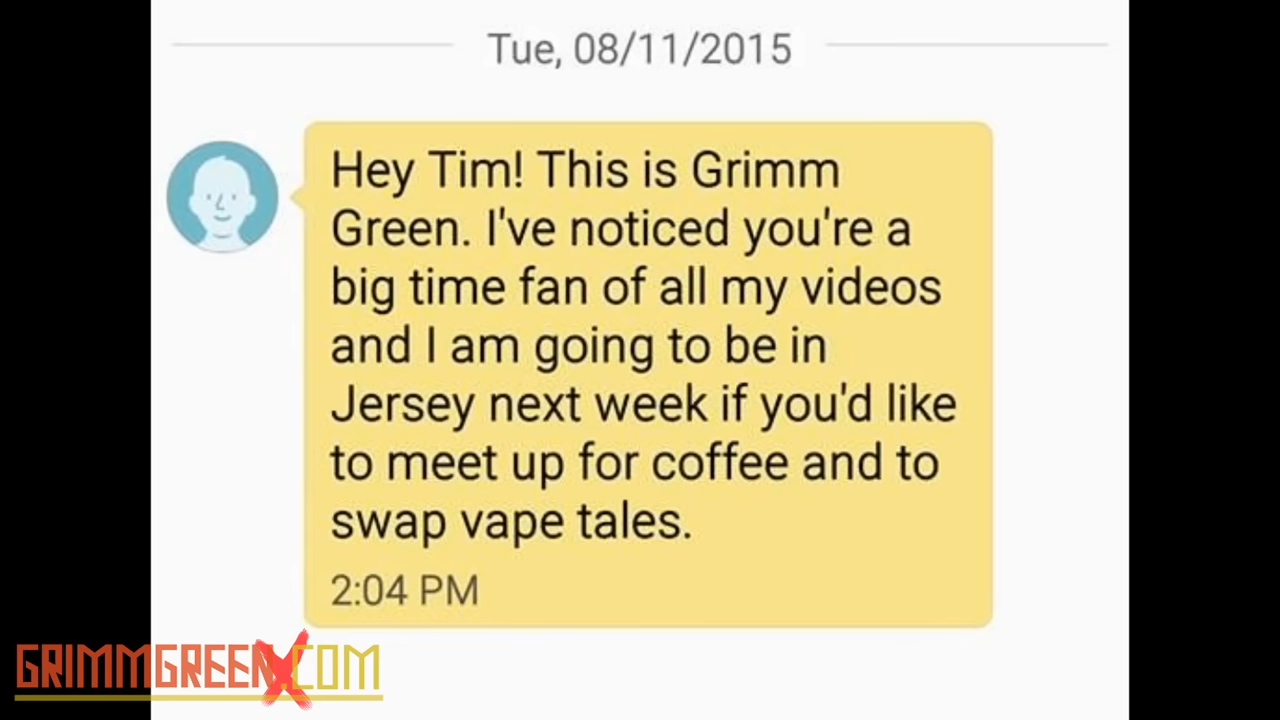 Tue, 08/11/2015
Hey Tim! This is Grimm
Green. I've noticed you're a
big time fan of all my videos
and I am going to be in
Jersey next week if you'd like
to meet up for coffee and to
swap vape tales.
2:04 PM
GRIMMGREEN.COM